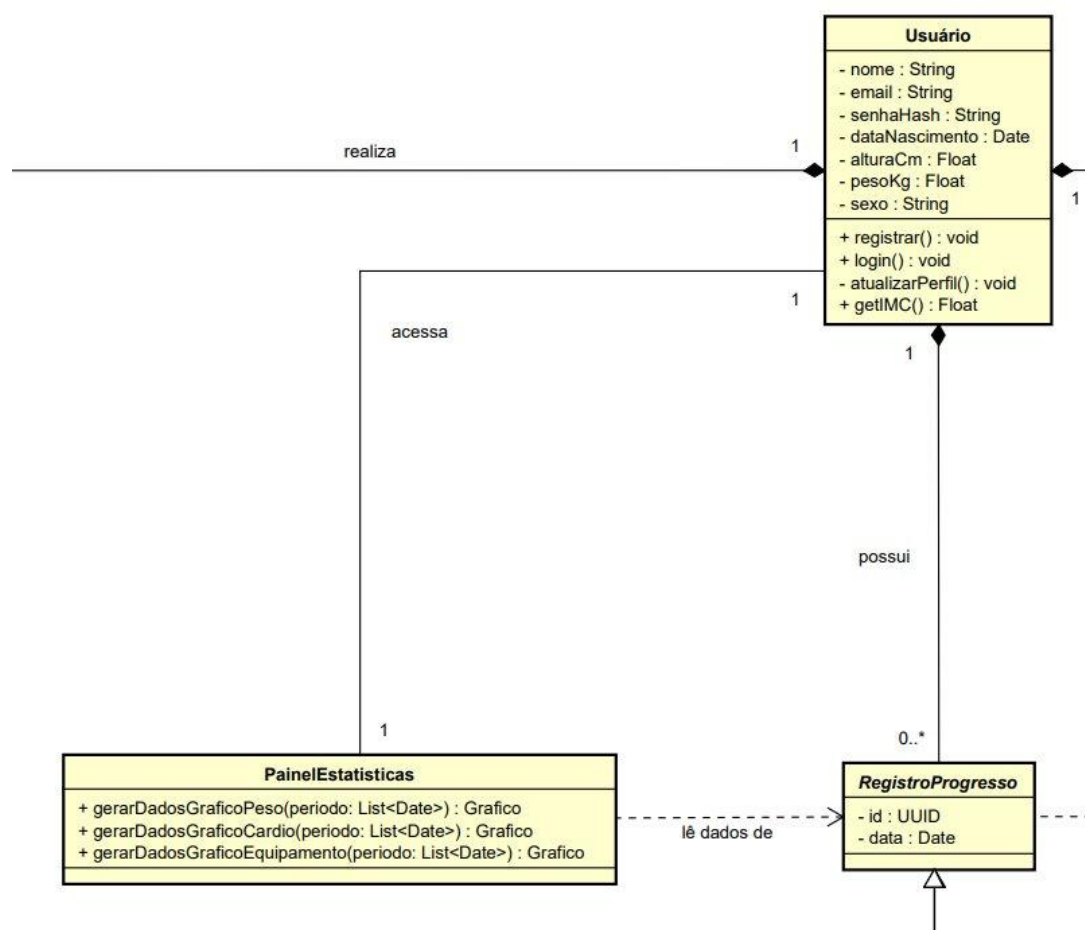 Usuário
- nome : String
- email : String
- senhaHash : String
- dataNascimento : Date
- alturaCm : Float
- pesoKg : Float
- sexo : String
+ registrar() : void
+ login() : void
- atualizarPerfil() : void
+ getIMC() : Float
realiza
1
1
1
acessa
1
possui
1
0..*
PainelEstatisticas
+ gerarDadosGraficoPeso(periodo: List<Date>) : Grafico
+ gerarDadosGraficoCardio(periodo: List<Date>) : Grafico
+ gerarDadosGraficoEquipamento(periodo: List<Date>) : Grafico
lê dados de
RegistroProgresso
- id : UUID
- data : Date